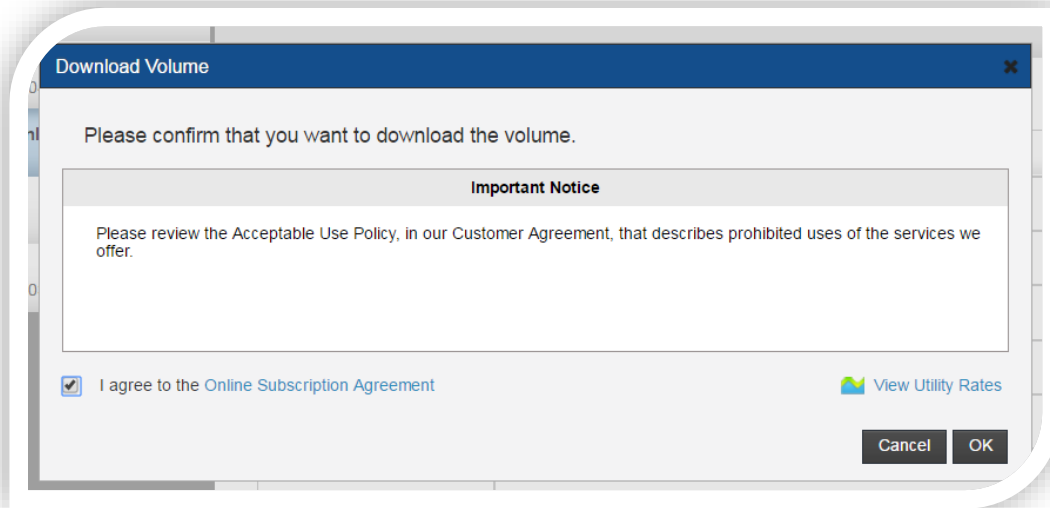 Download Volume
Please confirm that you want to download the volume.
Important Notice
Please review the Acceptable Use Policy, in our Customer Agreement, that describes prohibited uses of the services we
offer.
I agree to the Online Subscription Agreement
View Utility Rates
Cancel
OK